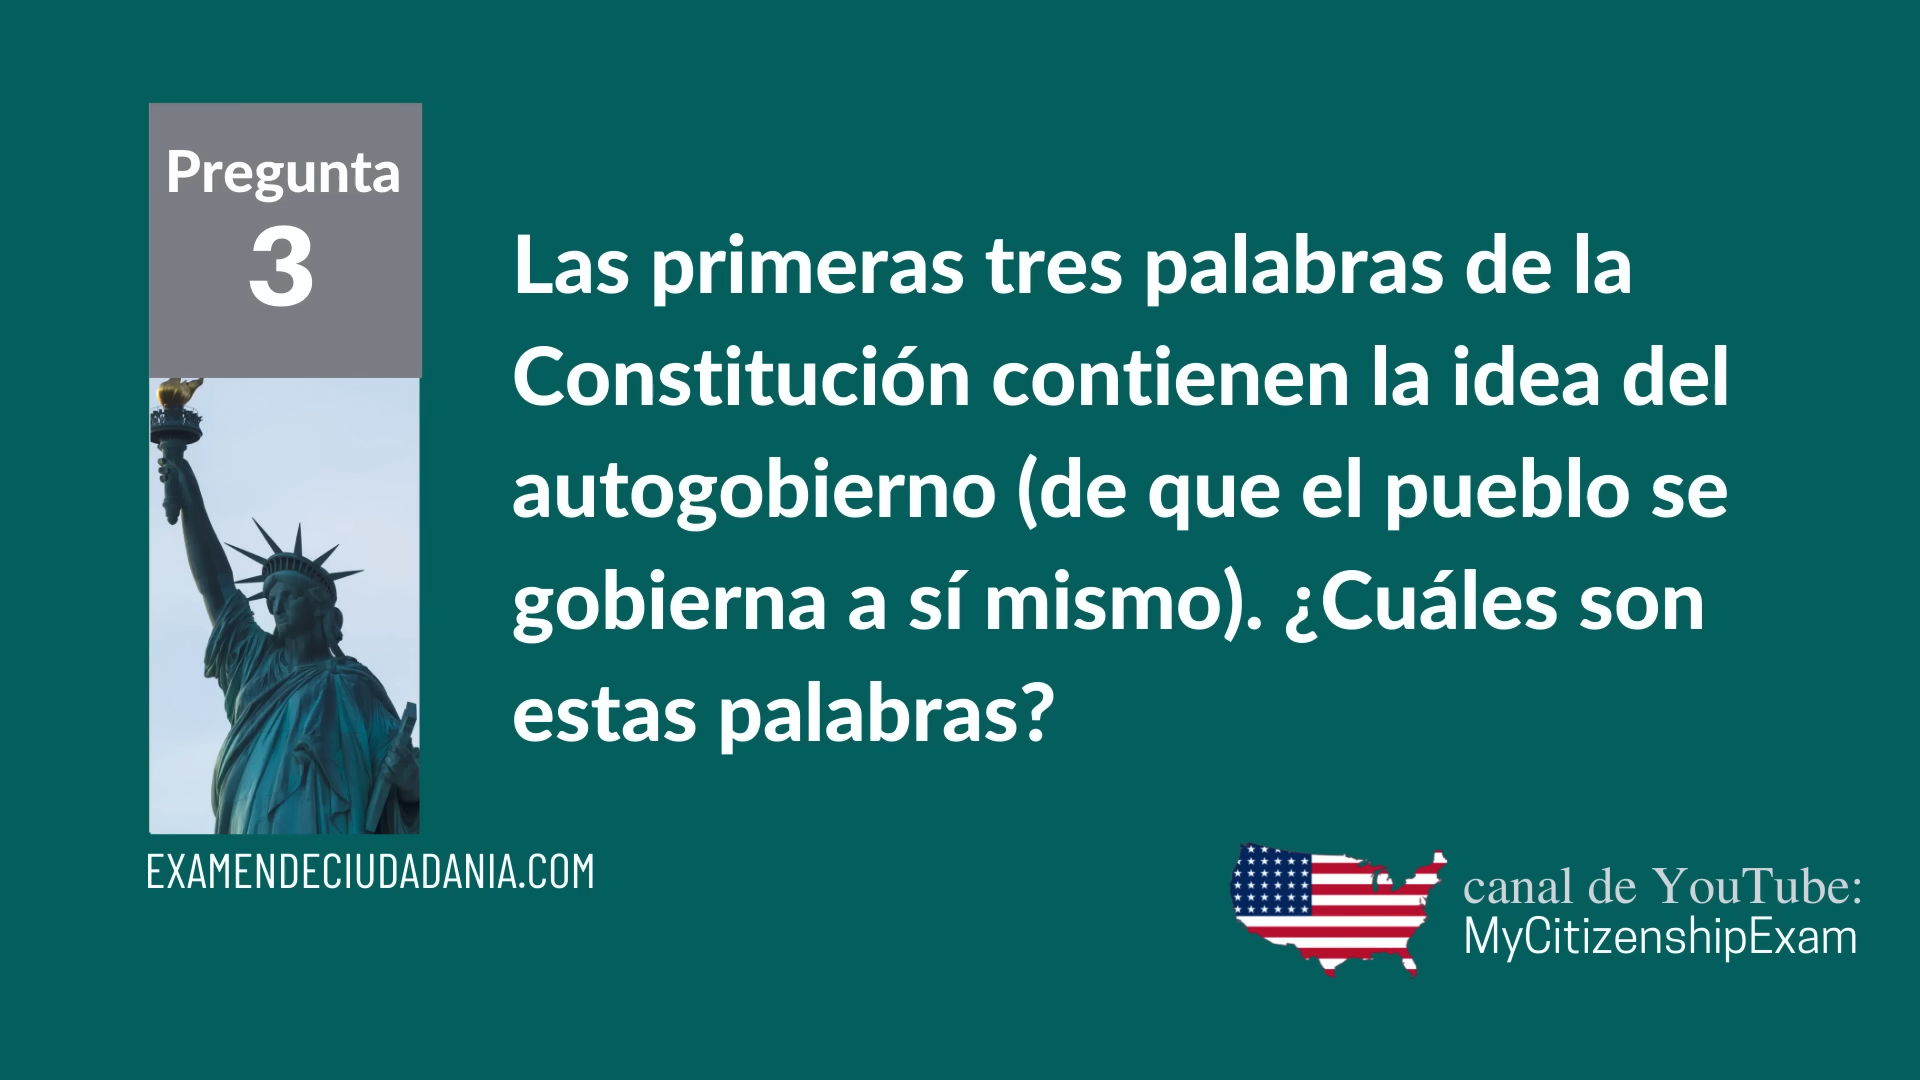 Pregunta
3
Las primeras tres palabras de la
Constitución contienen la idea del
autogobierno (de que el pueblo se
gobierna a sí mismo). ¿Cuáles son
estas palabras?
EXAMENDECIUDADANIA.COM
canal de YouTube:
MyCitizenshipExam